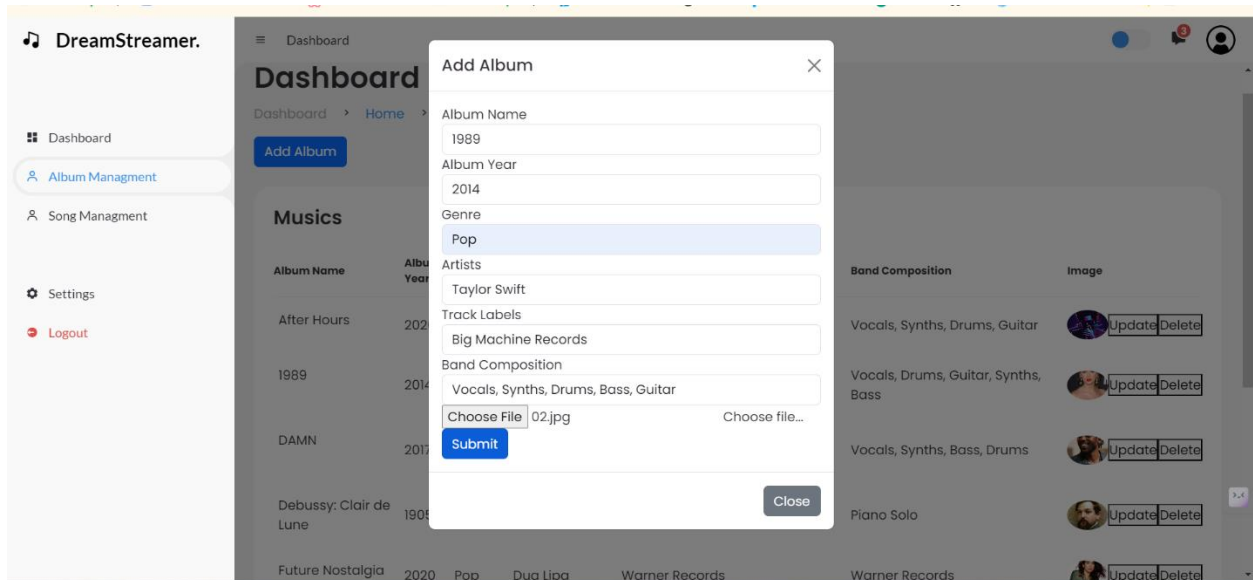 DreamStreamer.
Dashboard
Album Managment
Song Managment
Settings
Logout
Dashboard
3
Dashboard
Dashboard > Home >
Add Album
Musics
Album Name
Year
Band Composition
Image
After Hours
Vocals, Synths, Drums, Guitar
Update Delete
1989
Vocals, Drums, Guitar, Synths,
Bass
Update Delete
DAMN
2017
Vocals, Synths, Bass, Drums
Update Delete
Debussy: Clair de
Lune
1905
Piano Solo
Update Delete
Future Nostalgia
2020 Pop Dua Lipa Warner Records
Warner Records
Update Delete
Add Album
Album Name
1989
Album Year
2014
Genre
Pop
Artists
Taylor Swift
Track Labels
Big Machine Records
Band Composition
Vocals, Synths, Drums, Bass, Guitar
Choose File 02.jpg Choose file...
Submit
Close